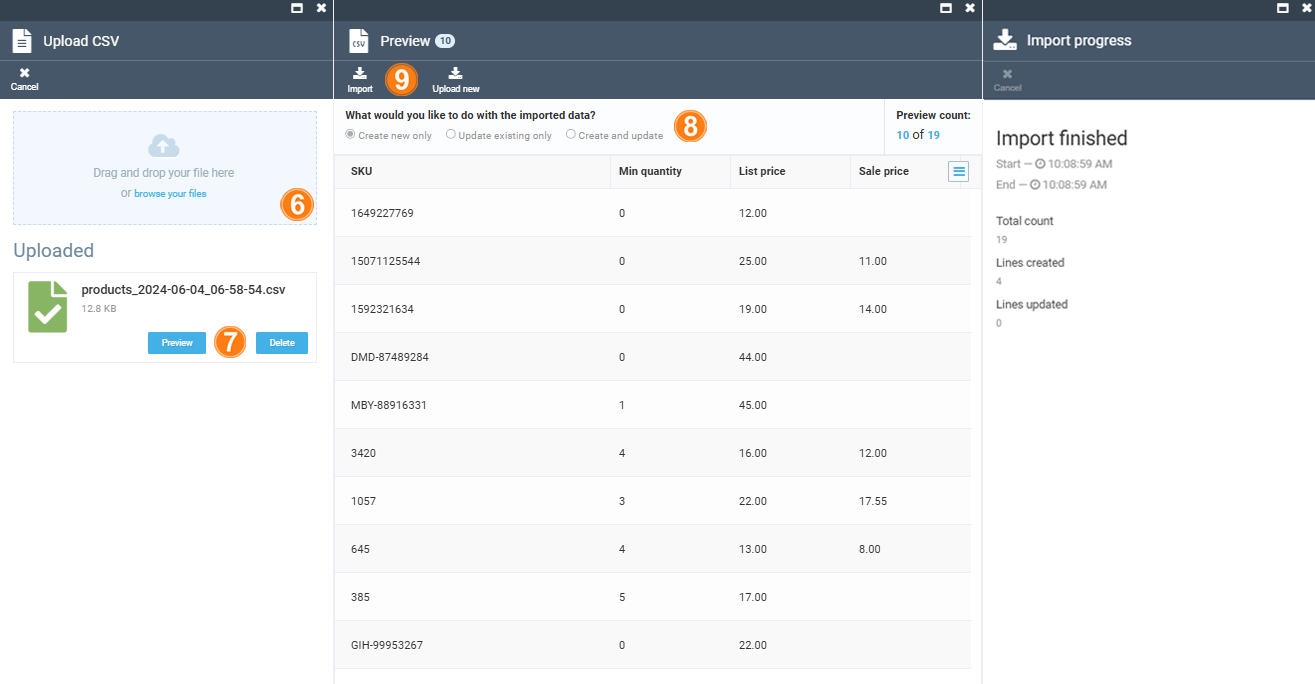 Upload CSV
Cancel
Drag and drop your file here
or browse your files
6
Uploaded
products_2024-06-04_06-58-54.csv
12.8 KB
Preview
7
Delete
CSV
Preview 10
Import
9
Upload new
What would you like to do with the imported data?
Create new only
Update existing only
Create and update
8
Preview count:
10 of 19
SKU Min quantity List price Sale price
1649227769 0 12.00
15071125544 0 25.00 11.00
1592321634 0 19.00 14.00
DMD-87489284 0 44.00
MBY-88916331 1 45.00
3420 4 16.00 12.00
1057 3 22.00 17.55
645 4 13.00 8.00
385 5 17.00
GIH-99953267 0 22.00
Import progress
Cancel
Import finished
Start — 10:08:59 AM
End — 10:08:59 AM
Total count
19
Lines created
4
Lines updated
0